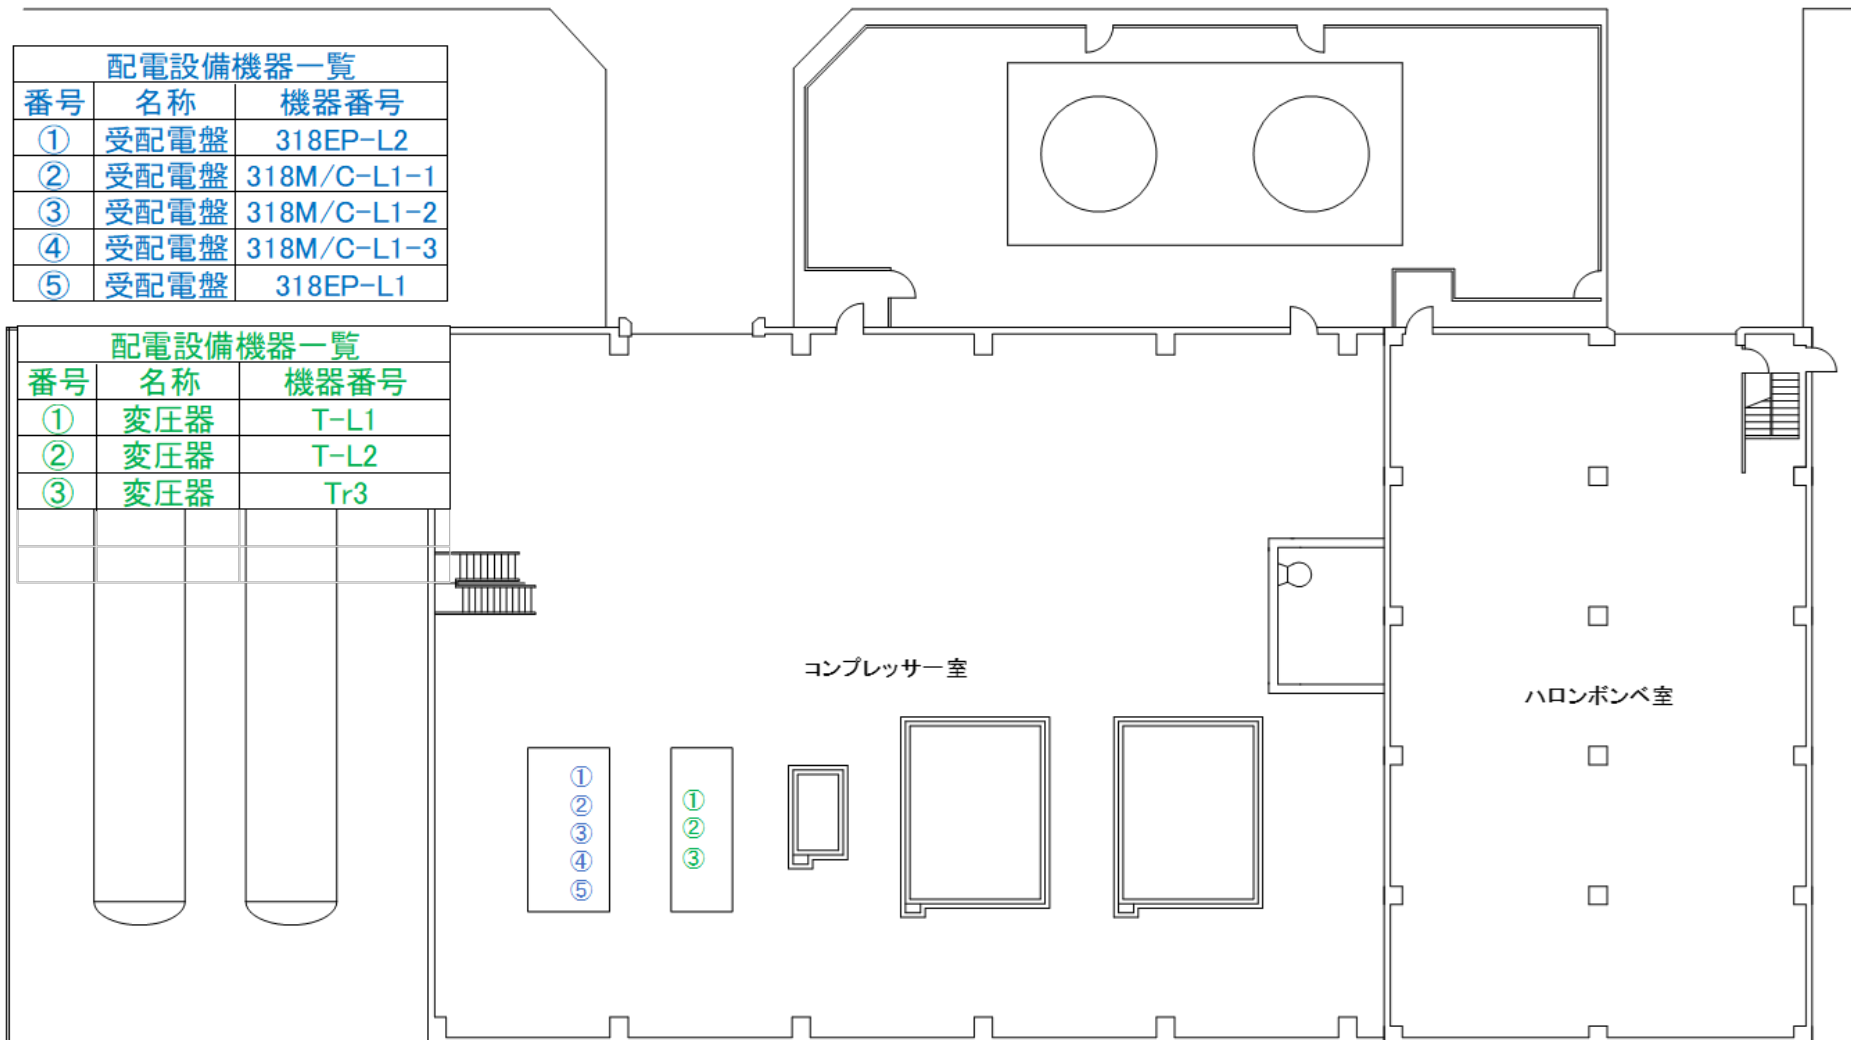 配電設備機器一覧
番号 名称 機器番号
① 受配電盤 318EP-L2
② 受配電盤 318M/C-L1-1
③ 受配電盤 318M/C-L1-2
④ 受配電盤 318M/C-L1-3
⑤ 受配電盤 318EP-L1
配電設備機器一覧
番号 名称 機器番号
① 変圧器 T-L1
② 変圧器 T-L2
③ 変圧器 Tr3
コンプレッサー室
ハロンボンベ室
①
②
③
④
⑤
①
②
③